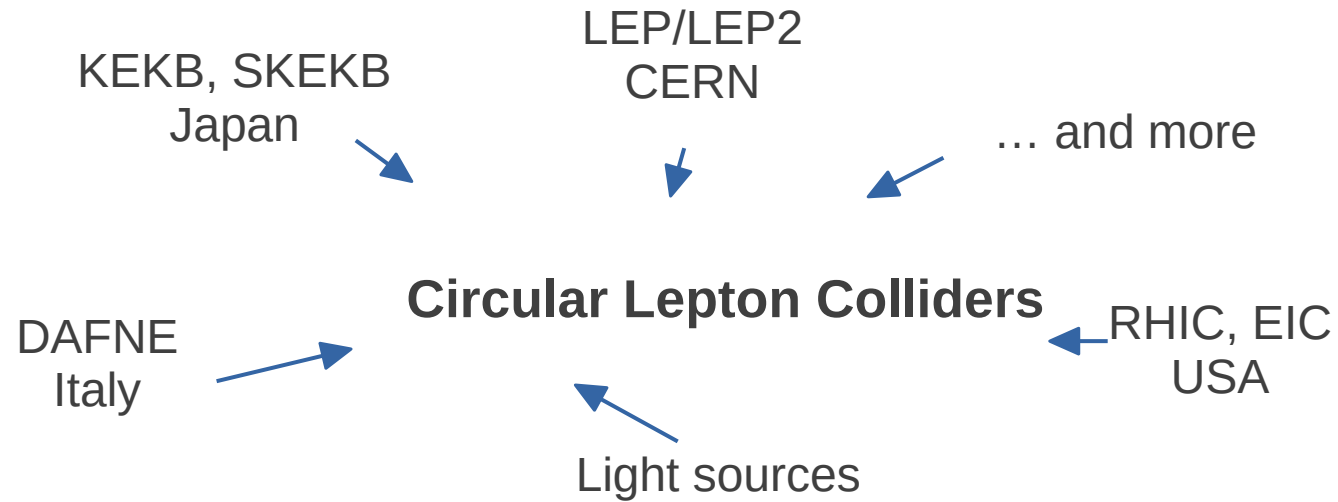 LEP/LEP2
CERN
KEKB, SKEKB
Japan
… and more
Circular Lepton Colliders
DAFNE
Italy
RHIC, EIC
USA
Light sources